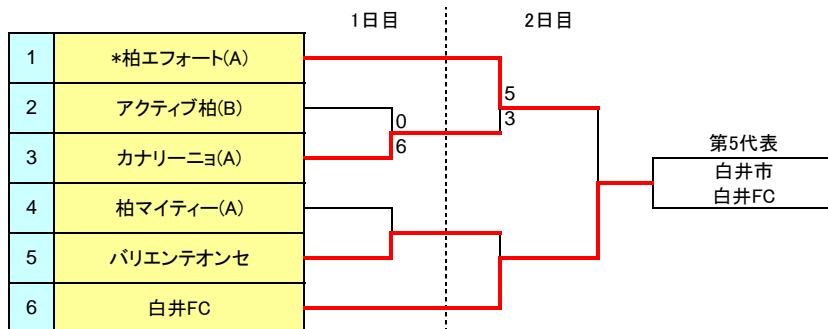 1日目
2日目
1
*柏エフォート(A)
2
アクティブ柏(B)
3
カナリーニョ(A)
4
柏マイティー(A)
5
バリエンテオンセ
6
白井FC
0
6
5
3
第5代表
白井市
白井FC